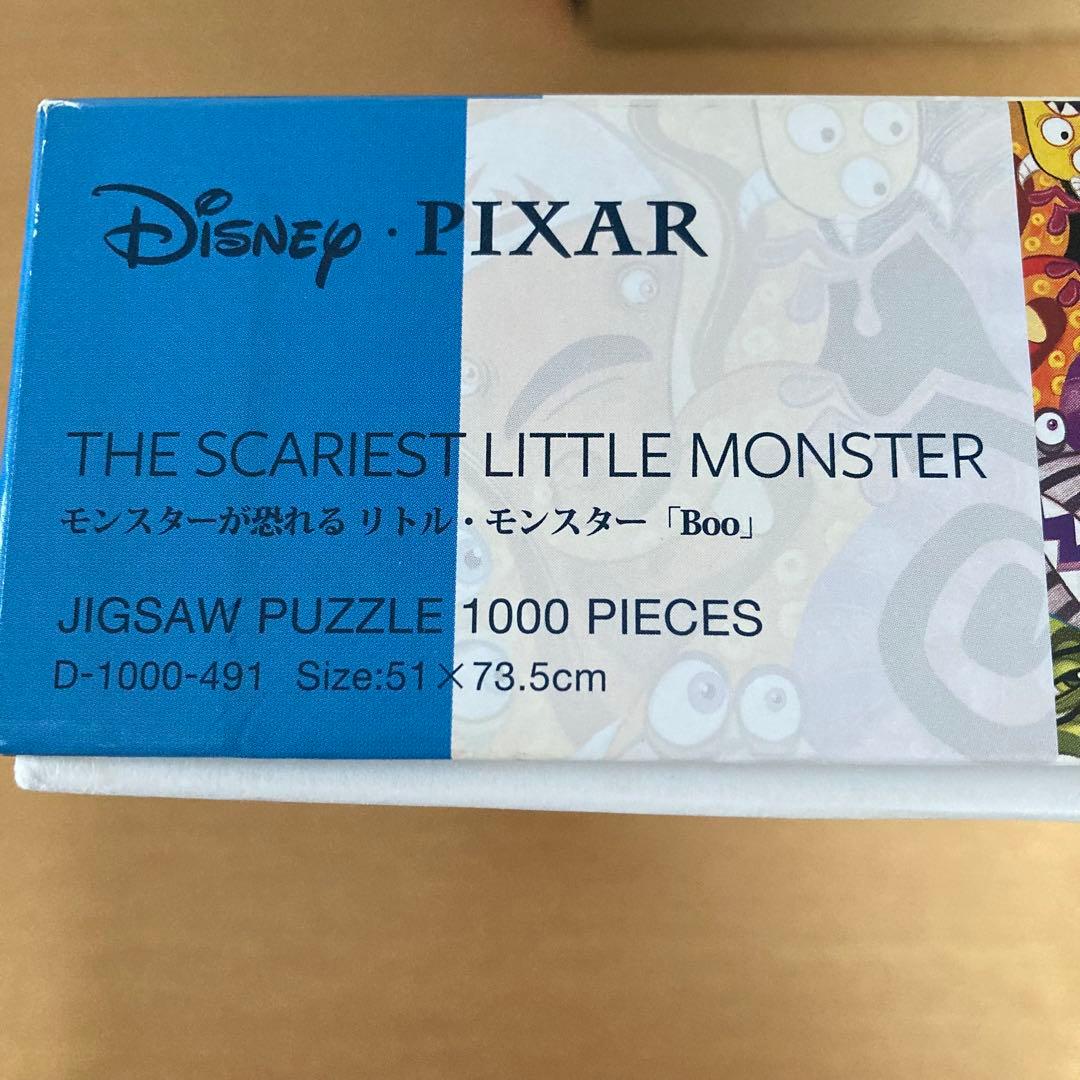 Disney · PIXAR
THE SCARIEST LITTLE MONSTER
モンスターが恐れる リトル・モンスター「Boo」
JIGSAW PUZZLE 1000 PIECES
D-1000-491 Size:51×73.5cm